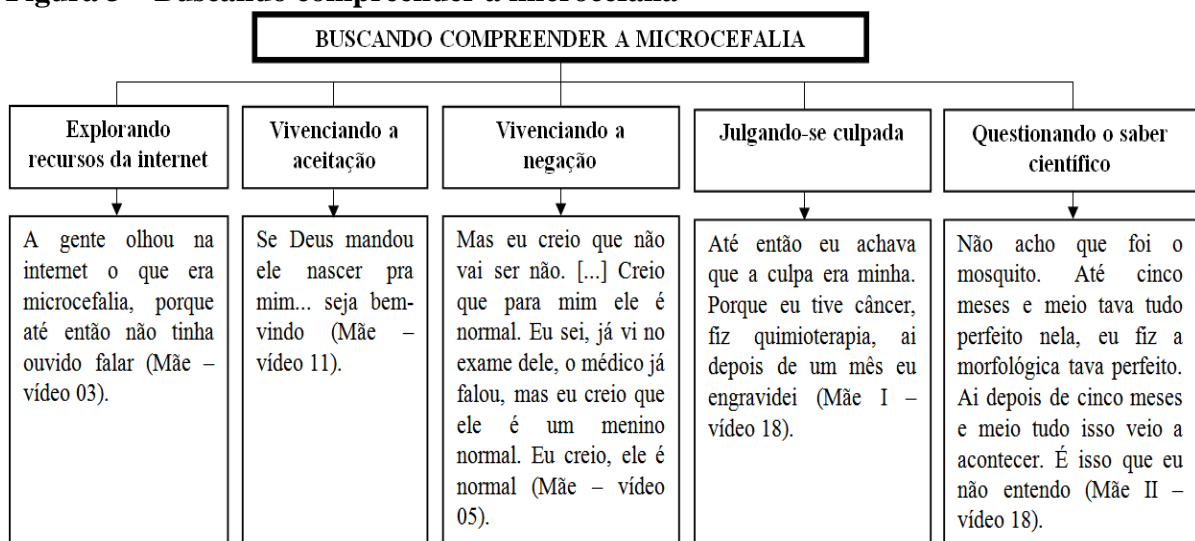 BUSCANDO COMPREENDER A MICROCEFALIA
Explorando
recursos da internet
A gente olhou na
internet o que era
microcefalia, porque
até então não tinha
ouvido falar (Mãe –
vídeo 03).
Vivenciando a
aceitação
Se Deus mandou
ele nascer pra
mim... seja bem-
vindo (Mãe –
vídeo 11).
Vivenciando a
negação
Mas eu creio que não
vai ser não. [...] Creio
que para mim ele é
normal. Eu sei, já vi no
exame dele, o médico já
falou, mas eu creio que
ele é um menino
normal. Eu creio, ele é
normal (Mãe – vídeo
05).
Julgando-se culpada
Até então eu achava
que a culpa era minha.
Porque eu tive câncer,
fiz quimioterapia, ai
depois de um mês eu
engravidei (Mãe I –
vídeo 18).
Questionando o saber
científico
Não acho que foi o
mosquito. Até cinco
meses e meio tava tudo
perfeito nela, eu fiz a
morfológica tava perfeito.
Ai depois de cinco meses
e meio tudo isso veio a
acontecer. É isso que eu
não entendo (Mãe II –
vídeo 18).